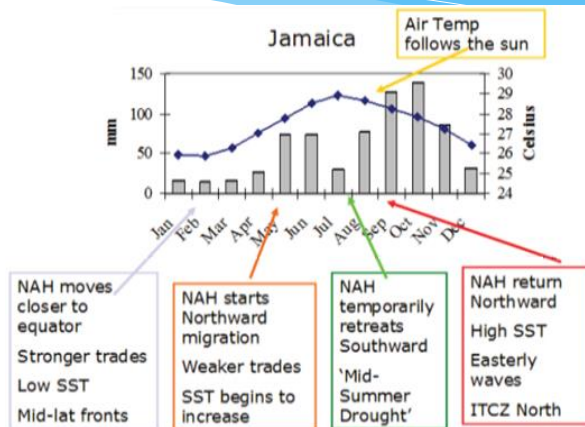 Jamaica
Air Temp
follows the sun
150
100
50
0
mm
30
29
28
27
26
25
24
Celsius
Jan
Feb
Mar
Apr
May
Jun
Jul
Aug
Sep
Oct
Nov
Dec
NAH moves
closer to
equator
Stronger trades
Low SST
Mid-lat fronts
NAH starts
Northward
migration
Weaker trades
SST begins to
increase
NAH
temporarily
retreats
Southward
‘Mid-
Summer
Drought’
NAH return
Northward
High SST
Easterly
waves
ITCZ North